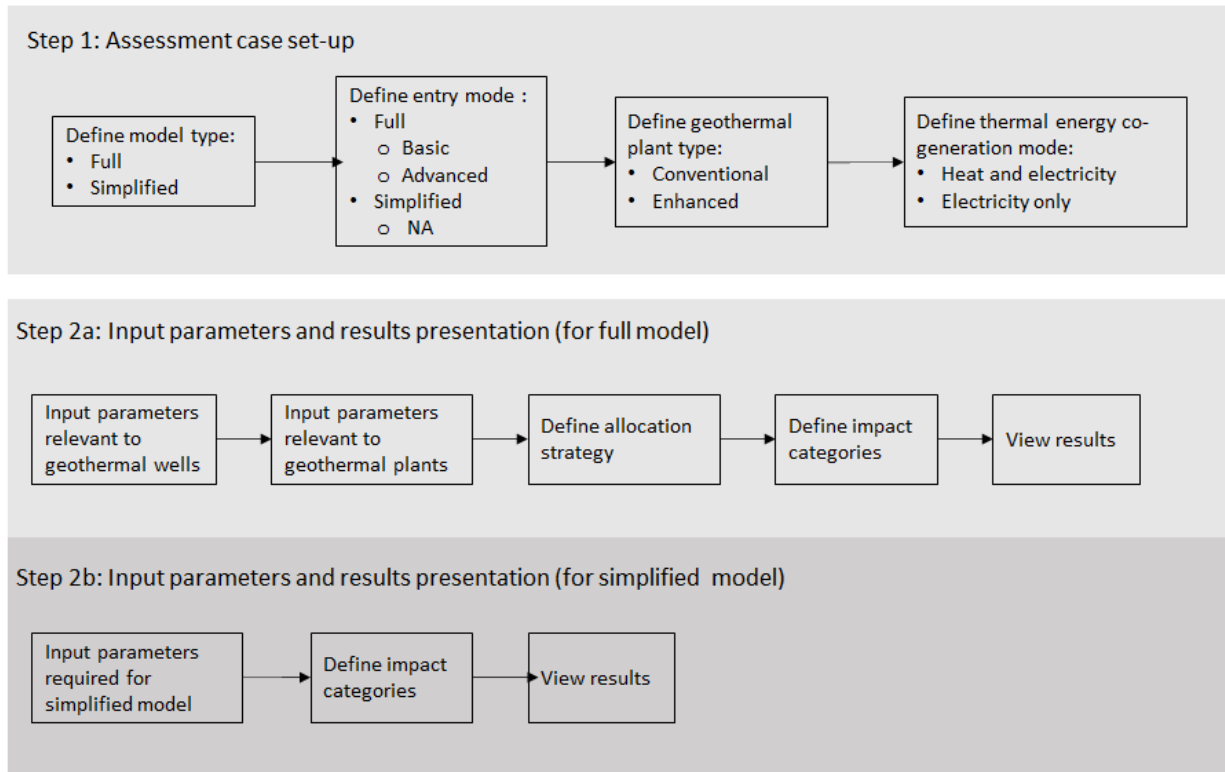 Step 1: Assessment case set-up
Define model type:
• Full
• Simplified
Define entry mode :
• Full
o Basic
o Advanced
• Simplified
o NA
Define geothermal
plant type:
• Conventional
• Enhanced
Define thermal energy co-
generation mode:
• Heat and electricity
• Electricity only
Step 2a: Input parameters and results presentation (for full model)
Input parameters
relevant to
geothermal wells
Input parameters
relevant to
geothermal plants
Define allocation
strategy
Define impact
categories
View results
Step 2b: Input parameters and results presentation (for simplified model)
Input parameters
required for
simplified model
Define impact
categories
View results